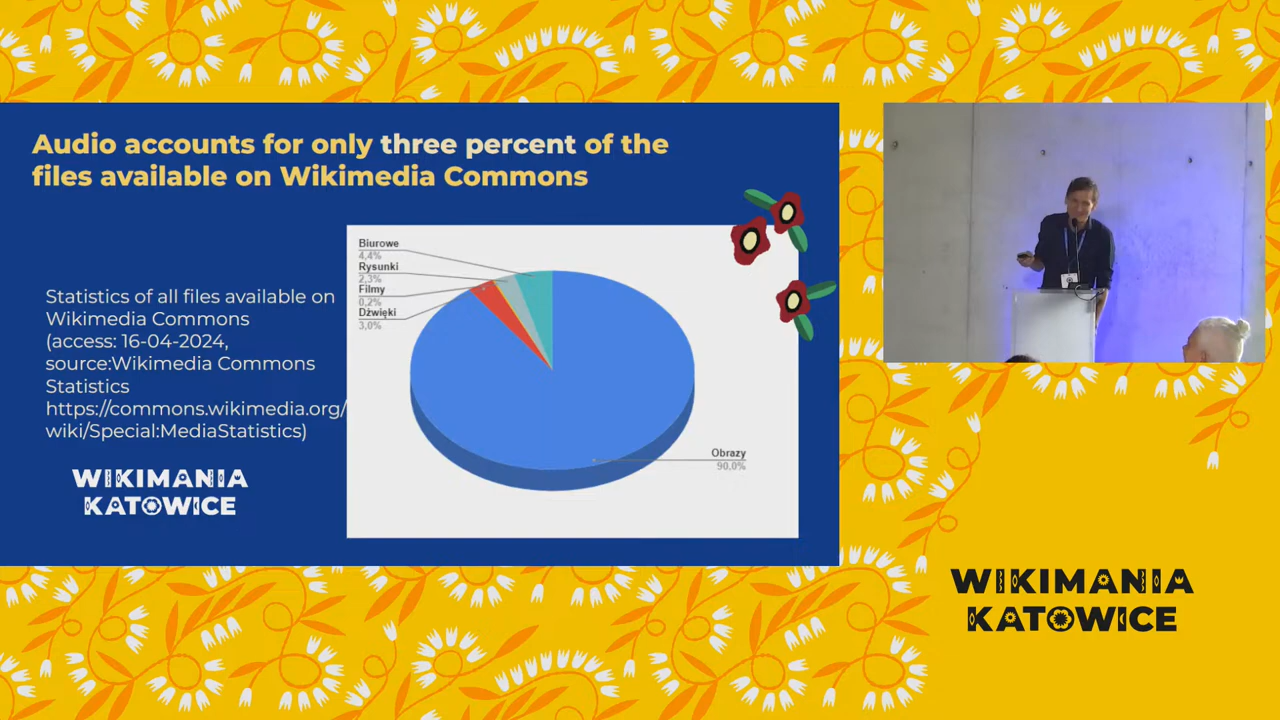 Audio accounts for only three percent of the
files available on Wikimedia Commons
Biurowe
4,4%
Rysunki
2,3%
Filmy
0,2%
Dźwięki
3,0%
Statistics of all files available on
Wikimedia Commons
(access: 16-04-2024,
source:Wikimedia Commons
Statistics
https://commons.wikimedia.org/
wiki/Special:MediaStatistics)
Obrazy
90,0%
WIKIMANIA
KATOWICE
WIKIMANIA
KATOWICE